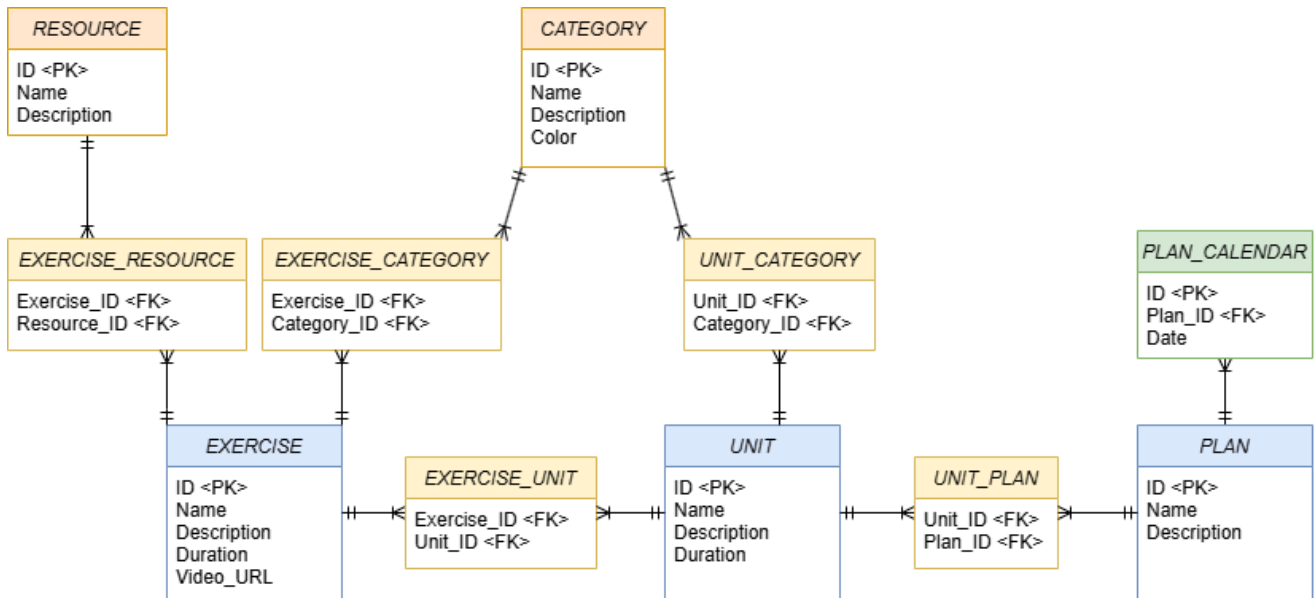 RESOURCE
ID <PK>
Name
Description
CATEGORY
ID <PK>
Name
Description
Color
EXERCISE_RESOURCE
Exercise_ID <FK>
Resource_ID <FK>
EXERCISE_CATEGORY
Exercise_ID <FK>
Category_ID <FK>
UNIT_CATEGORY
Unit_ID <FK>
Category_ID <FK>
PLAN_CALENDAR
ID <PK>
Plan_ID <FK>
Date
EXERCISE
ID <PK>
Name
Description
Duration
Video_URL
EXERCISE_UNIT
Exercise_ID <FK>
Unit_ID <FK>
UNIT
ID <PK>
Name
Description
Duration
UNIT_PLAN
Unit_ID <FK>
Plan_ID <FK>
PLAN
ID <PK>
Name
Description